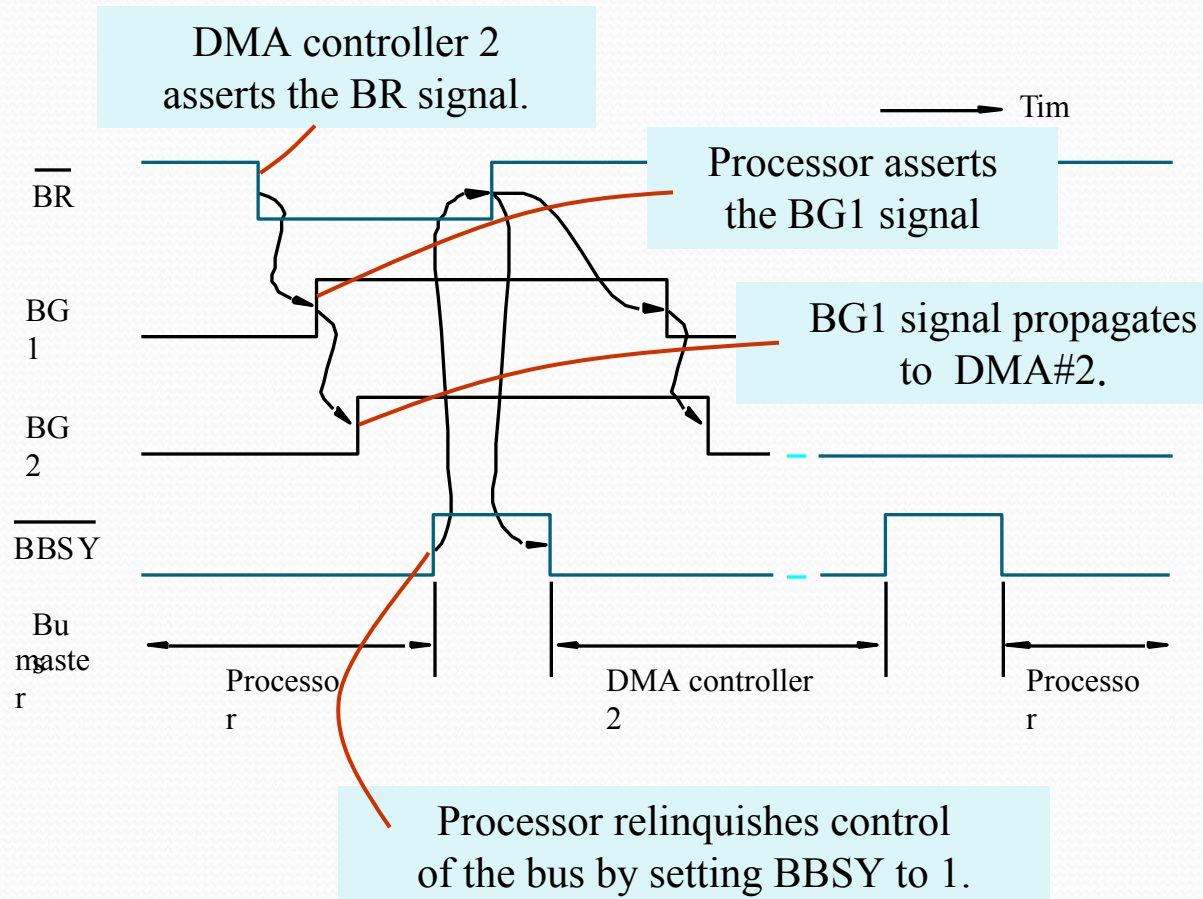 DMA controller 2
asserts the BR signal.
Tim
Processor asserts
the BG1 signal
BR
BG
1
BG1 signal propagates
to DMA#2.
BG
2
BBSY
Bu
s
maste
r
Processo
r
DMA controller
2
Processo
r
Processor relinquishes control
of the bus by setting BBSY to 1.